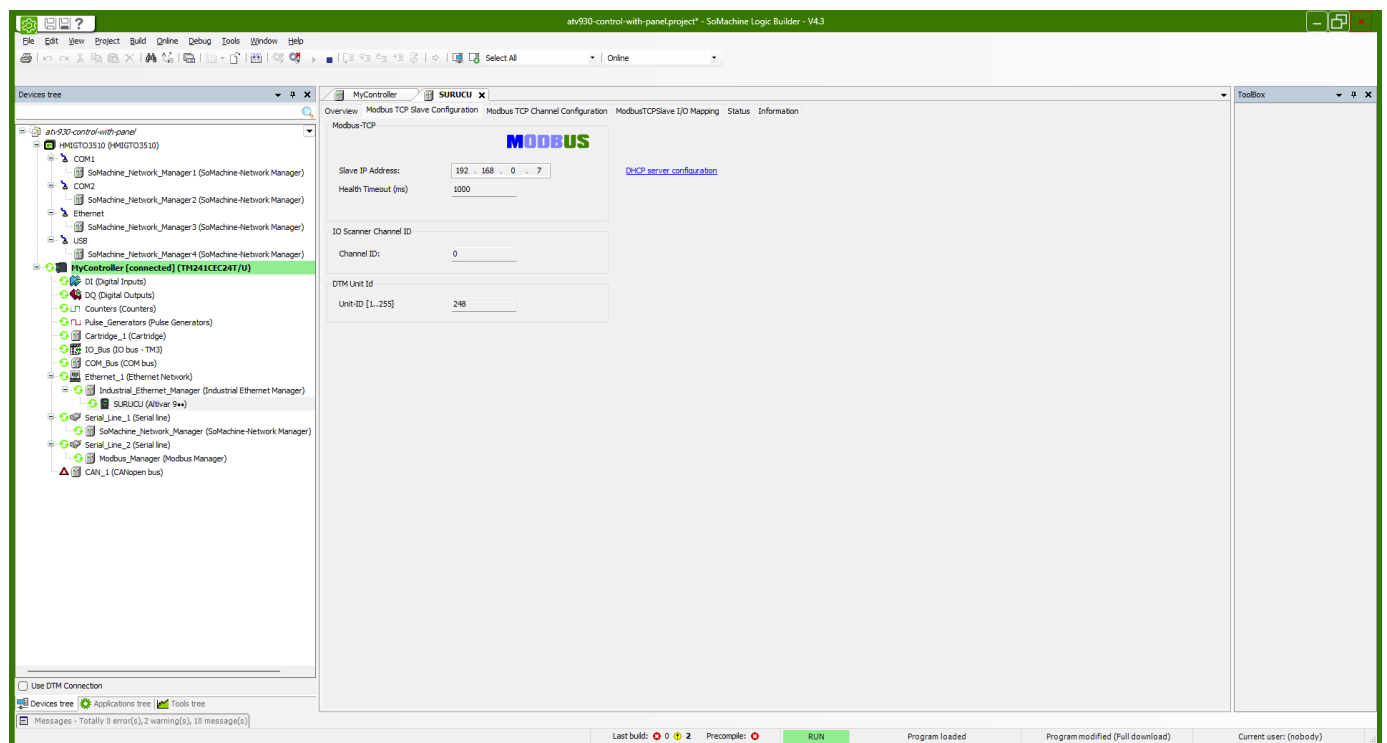 atv930-control-with-panel.project* - SoMachine Logic Builder - V4.3
File Edit View Project Build Online Debug Tools Window Help
Select All Online
Devices tree
MyController SURUCU
ToolBox
Overview Modbus TCP Slave Configuration Modbus TCP Channel Configuration ModbusTCPSlave I/O Mapping Status Information
atv930-control-with-panel
HMIGTO3510 (HMIGTO3510)
COM1
SoMachine_Network_Manager1 (SoMachine-Network Manager)
COM2
SoMachine_Network_Manager2 (SoMachine-Network Manager)
Ethernet
SoMachine_Network_Manager3 (SoMachine-Network Manager)
USB
SoMachine_Network_Manager4 (SoMachine-Network Manager)
MyController [connected] (TM241CEC24T/U)
DI (Digital Inputs)
DQ (Digital Outputs)
Counters (Counters)
Pulse_Generators (Pulse Generators)
Cartridge_1 (Cartridge)
IO_Bus (IO bus - TM3)
COM_Bus (COM bus)
Ethernet_1 (Ethernet Network)
Industrial_Ethernet_Manager (Industrial Ethernet Manager)
SURUCU (Altivar 9••)
Serial_Line_1 (Serial line)
SoMachine_Network_Manager (SoMachine-Network Manager)
Serial_Line_2 (Serial line)
Modbus_Manager (Modbus Manager)
CAN_1 (CANopen bus)
Modbus-TCP
MODBUS
Slave IP Address: 192 . 168 . 0 . 7 DHCP server configuration
Health Timeout (ms) 1000
IO Scanner Channel ID
Channel ID: 0
DTM Unit Id
Unit-ID [1..255] 248
Use DTM Connection
Devices tree Applications tree Tools tree
Messages - Totally 0 error(s), 2 warning(s), 10 message(s)
Last build: 0 2 Precompile: RUN Program loaded Program modified (Full download) Current user: (nobody)